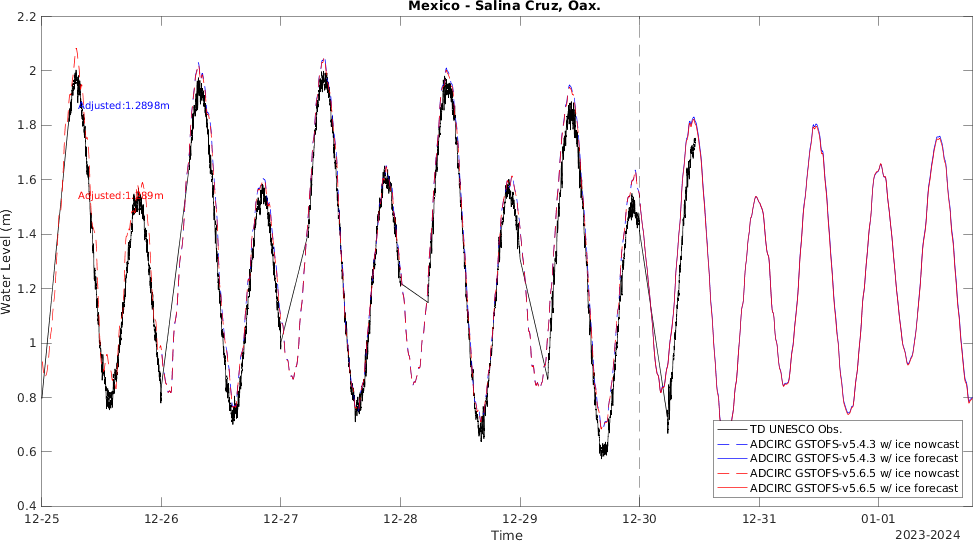 Mexico - Salina Cruz, Oax.
Water Level (m)
2.2
2
1.8
1.6
1.4
1.2
1
0.8
0.6
0.4
Adjusted:1.2898m
Adjusted:1.289m
TD UNESCO Obs.
ADCIRC GSTOFS-v5.4.3 w/ ice nowcast
ADCIRC GSTOFS-v5.4.3 w/ ice forecast
ADCIRC GSTOFS-v5.6.5 w/ ice nowcast
ADCIRC GSTOFS-v5.6.5 w/ ice forecast
12-25 12-26 12-27 12-28 12-29 12-30 12-31 01-01
Time
2023-2024